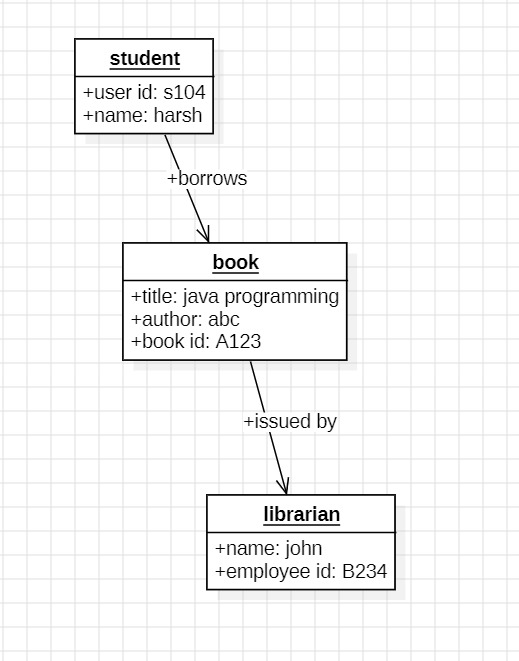 student
+user id: s104
+name: harsh
+borrows
book
+title: java programming
+author: abc
+book id: A123
+issued by
librarian
+name: john
+employee id: B234